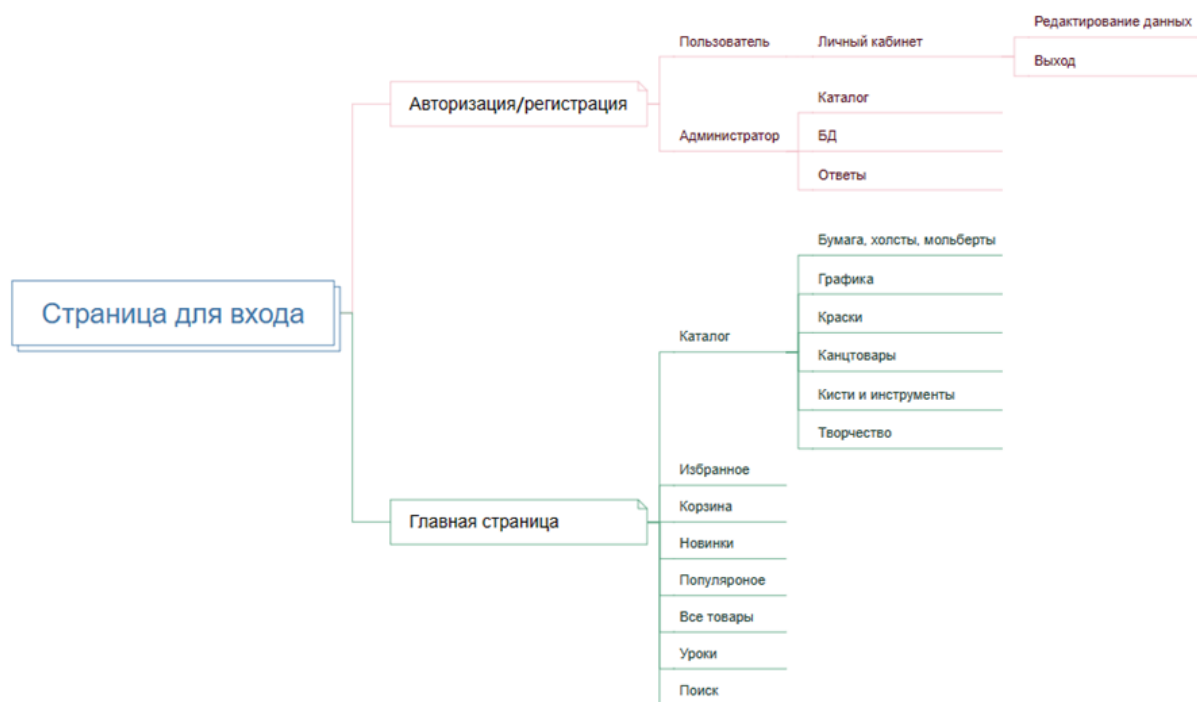 Страница для входа
Авторизация/регистрация
Пользователь
Личный кабинет
Редактирование данных
Выход
Администратор
Каталог
БД
Ответы
Главная страница
Каталог
Бумага, холсты, мольберты
Графика
Краски
Канцтовары
Кисти и инструменты
Творчество
Избранное
Корзина
Новинки
Популяроное
Все товары
Уроки
Поиск